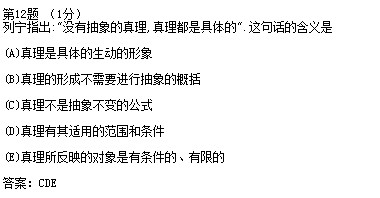 第12题 (1分)
列宁指出:"没有抽象的真理,真理都是具体的".这句话的含义是
(A)真理是具体的生动的形象
(B)真理的形成不需要进行抽象的概括
(C)真理不是抽象不变的公式
(D)真理有其适用的范围和条件
(E)真理所反映的对象是有条件的、有限的
答案: CDE